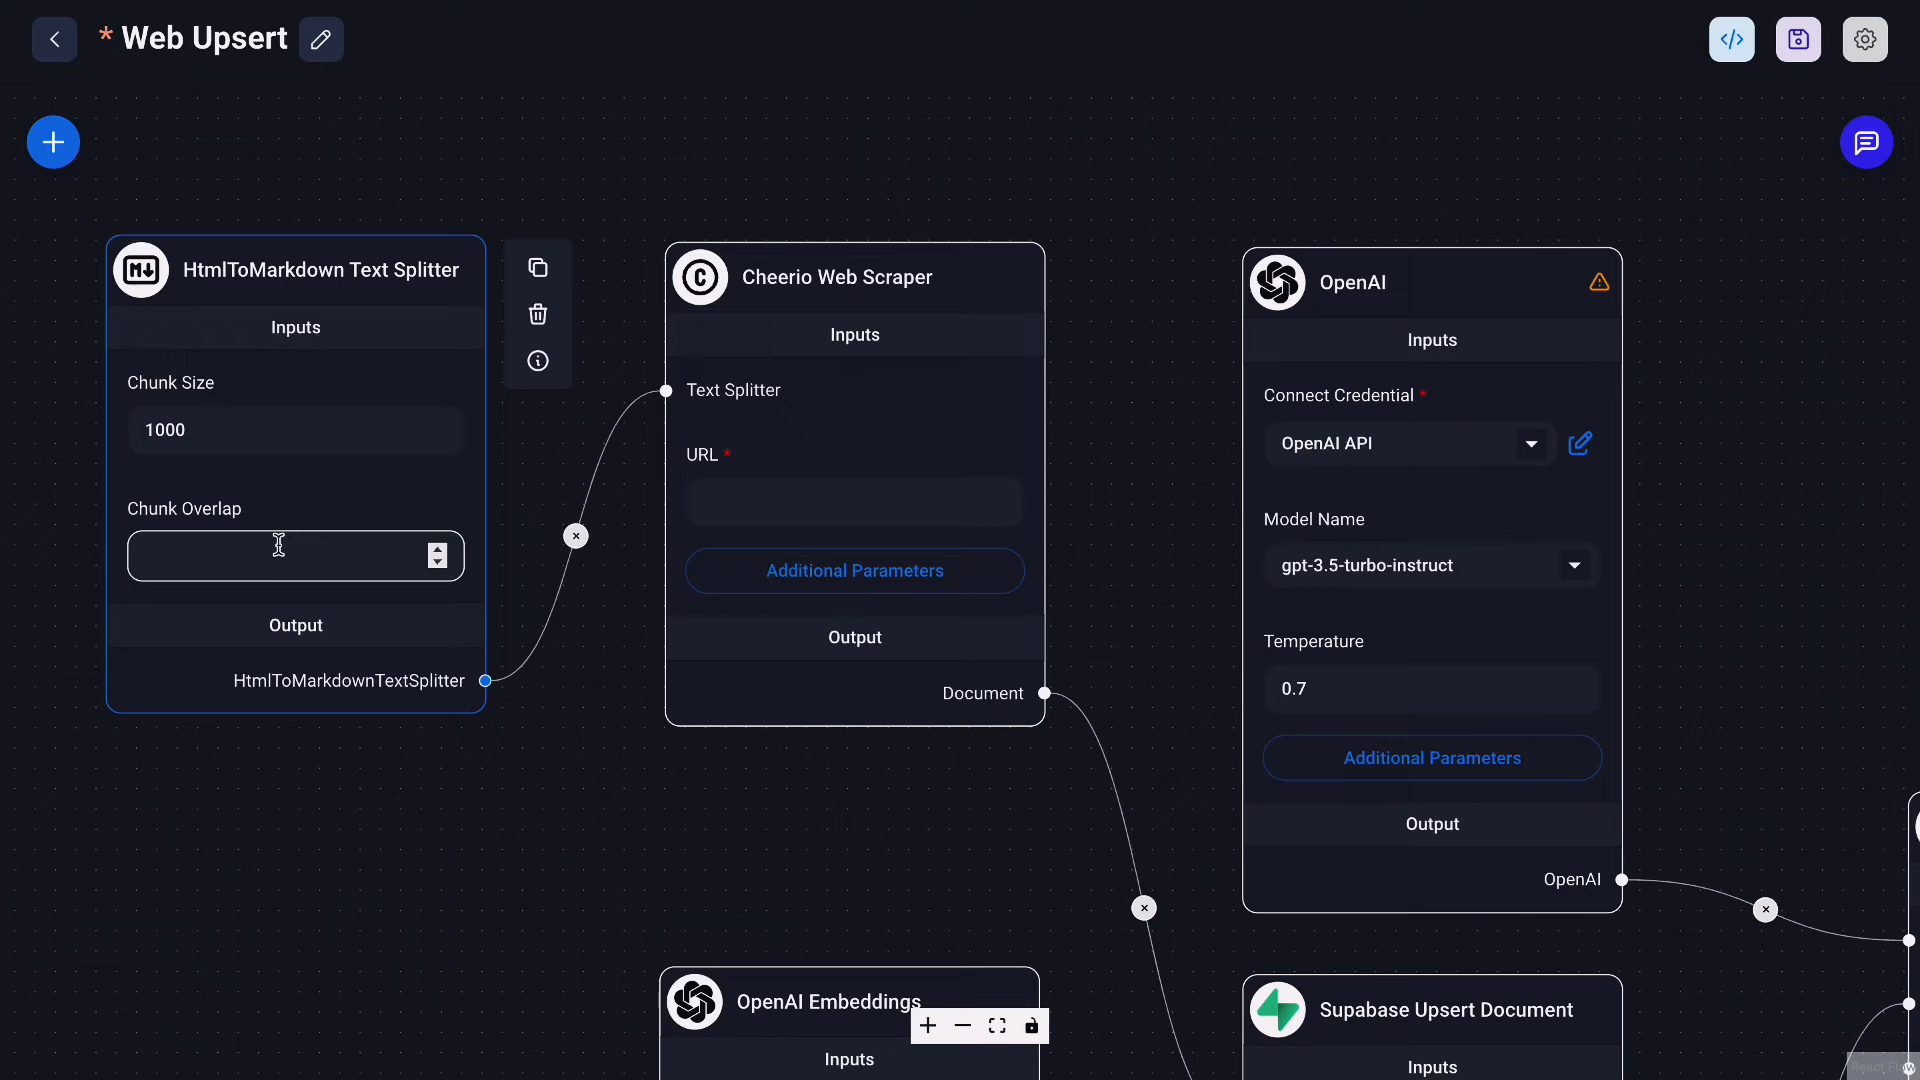 * Web Upsert
HtmlToMarkdown Text Splitter
Inputs
Chunk Size
1000
Chunk Overlap
Output
HtmlToMarkdownTextSplitter
Cheerio Web Scraper
Inputs
Text Splitter
URL *
Additional Parameters
Output
Document
OpenAI
Inputs
Connect Credential *
OpenAI API
Model Name
gpt-3.5-turbo-instruct
Temperature
0.7
Additional Parameters
Output
OpenAI
OpenAI Embeddings
Inputs
Supabase Upsert Document
Inputs
React Flow